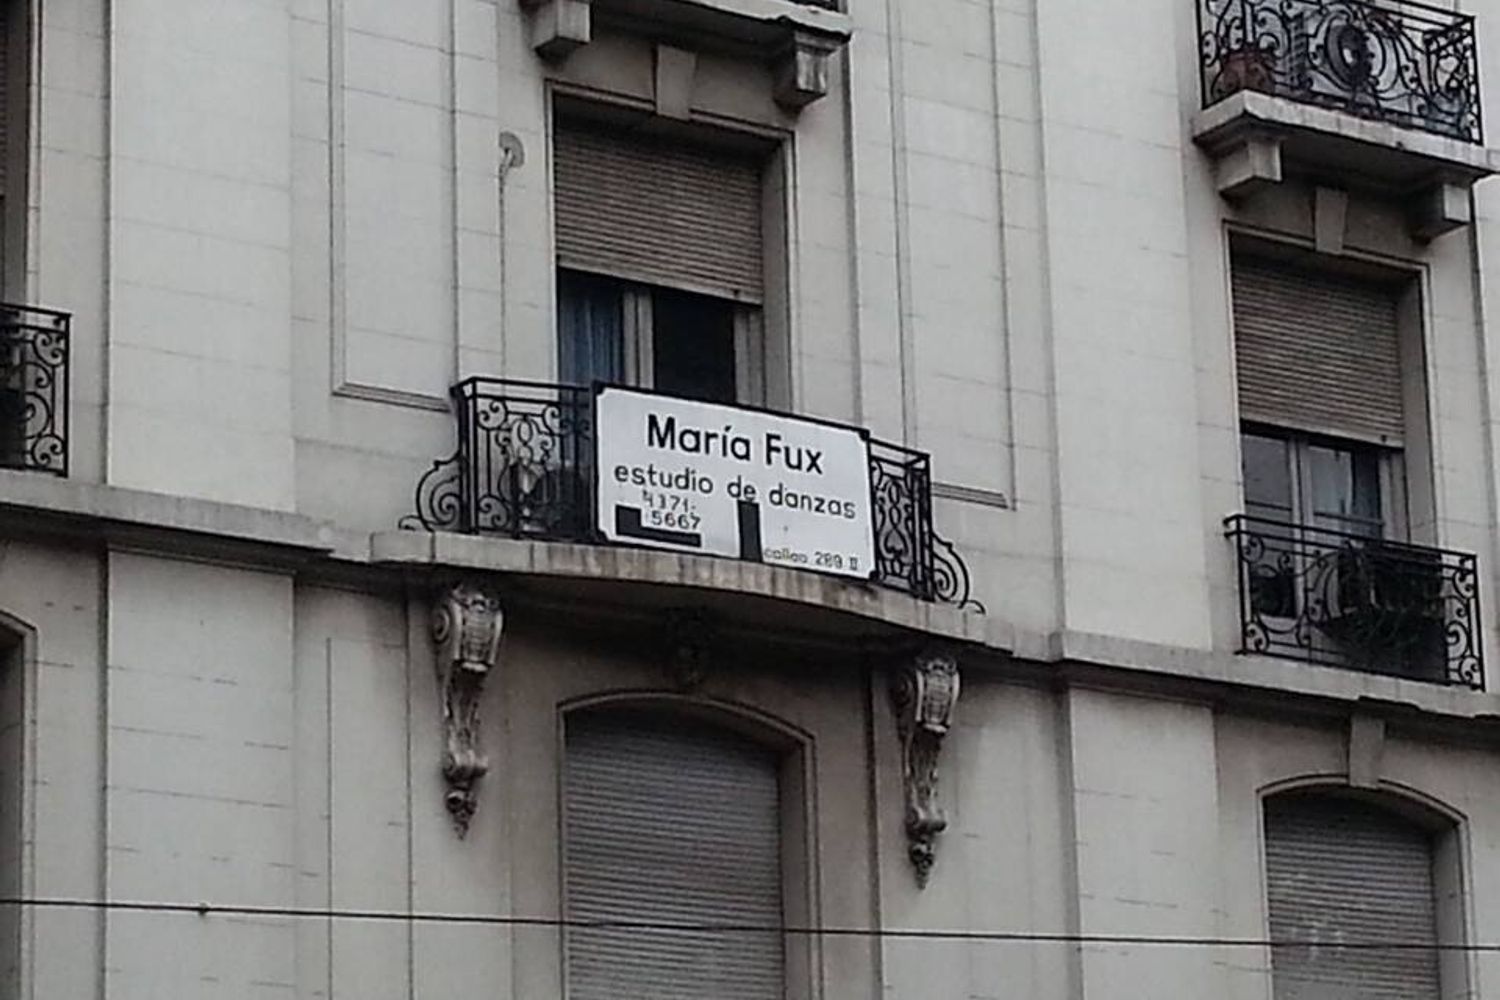 María Fux
estudio de danzas
4371-
5667
callao 289 II